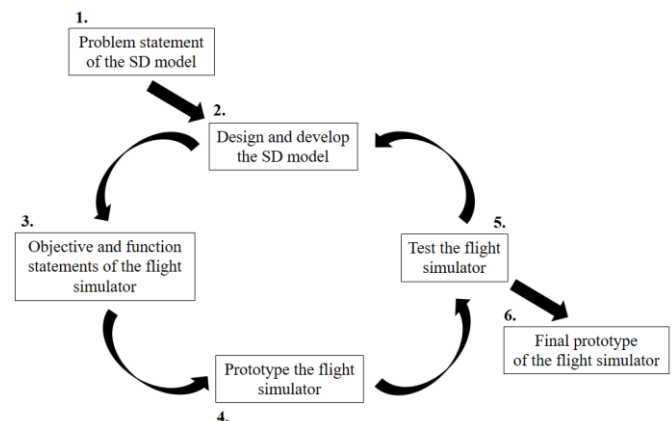 1.
Problem statement
of the SD model
2.
Design and develop
the SD model
3.
Objective and function
statements of the flight
simulator
Prototype the flight
simulator
4.
5.
Test the flight
simulator
6.
Final prototype
of the flight simulator